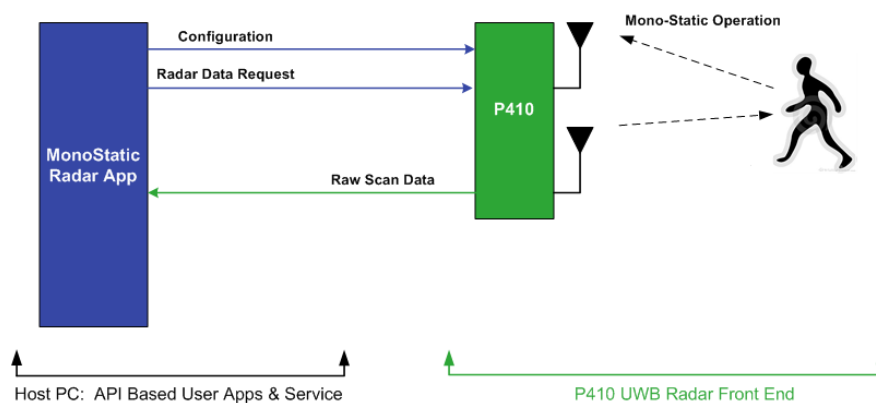 Configuration
Mono-Static Operation
Radar Data Request
P410
MonoStatic
Radar App
Raw Scan Data
Host PC:  API Based User Apps & Service
P410 UWB Radar Front End